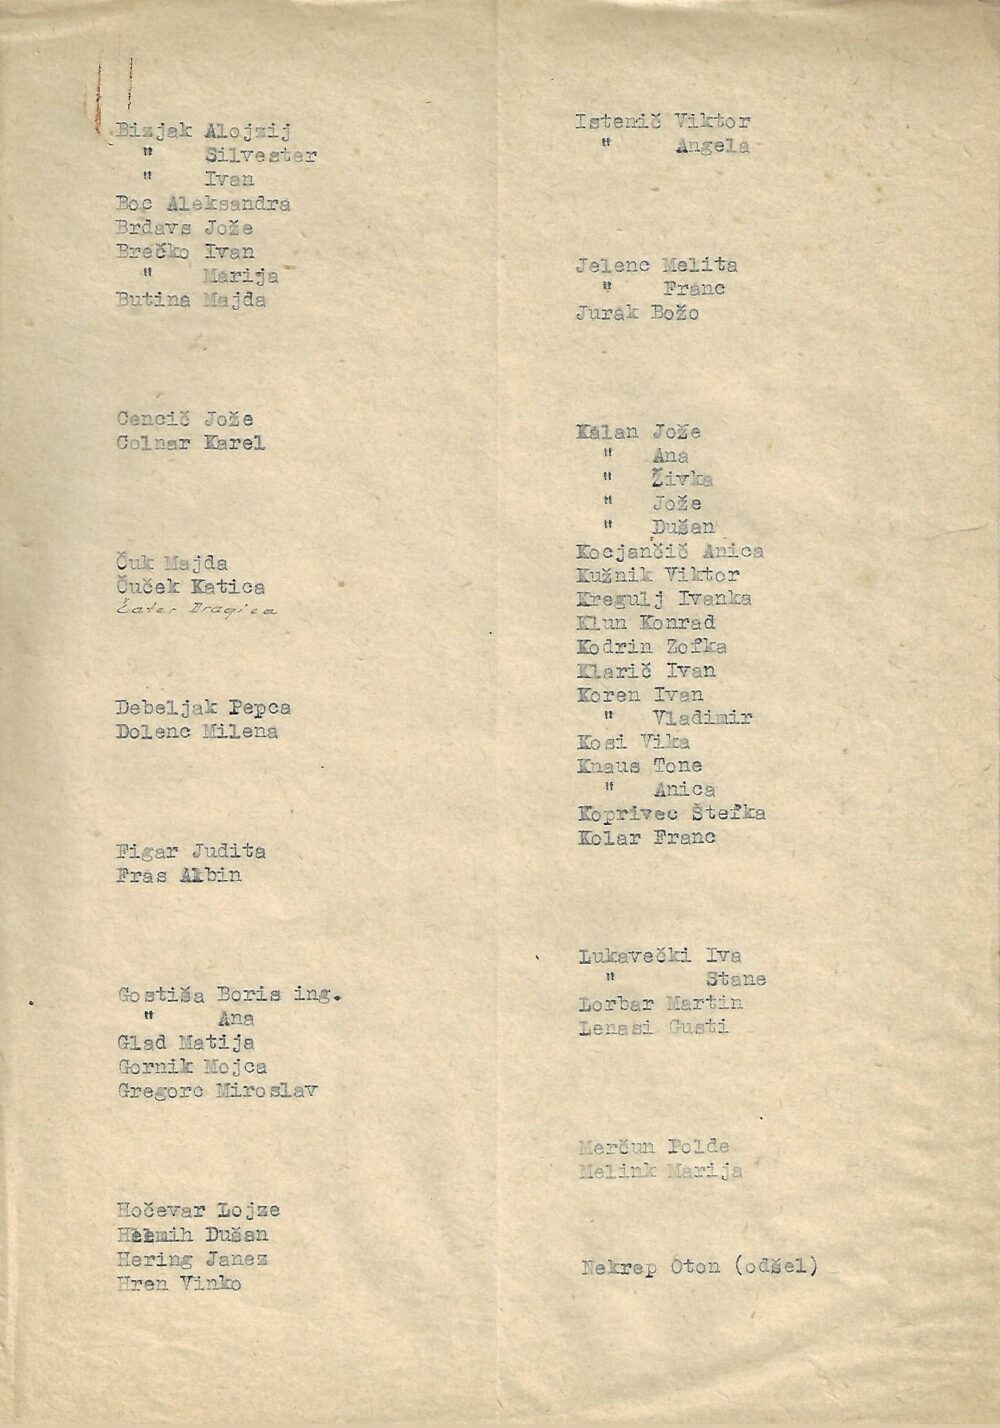 Bizjak Alojzij
" Silvester
" Ivan
Boc Aleksandra
Brdavs Jože
Brečko Ivan
" Marija
Butina Majda
Cencič Jože
Colnar Karel
Čuk Majda
Čuček Katica
Čater Dragica
Debeljak Pepca
Dolenc Milena
Figar Judita
Fras Albin
Gostiša Boris ing.
" Ana
Glad Matija
Gornik Mojca
Gregorc Miroslav
Hočevar Lojze
Dušan
Hering Janez
Hren Vinko
Istenič Viktor
" Angela
Jelenc Melita
" Franc
Jurak Božo
Kalan Jože
" Ana
" Živka
" Jože
" Dušan
Kocjančič Anica
Kužnik Viktor
Kregulj Ivanka
Klun Konrad
Kodrin Zofka
Klarič Ivan
Koren Ivan
" Vladimir
Kosi Vika
Knaus Tone
" Anica
Koprivec Štefka
Kolar Franc
Lukavečki Iva
" Stane
Lorbar Martin
Lenasi Gusti
Merčun Polde
Melink Marija
Nekrep Oton (odšel)